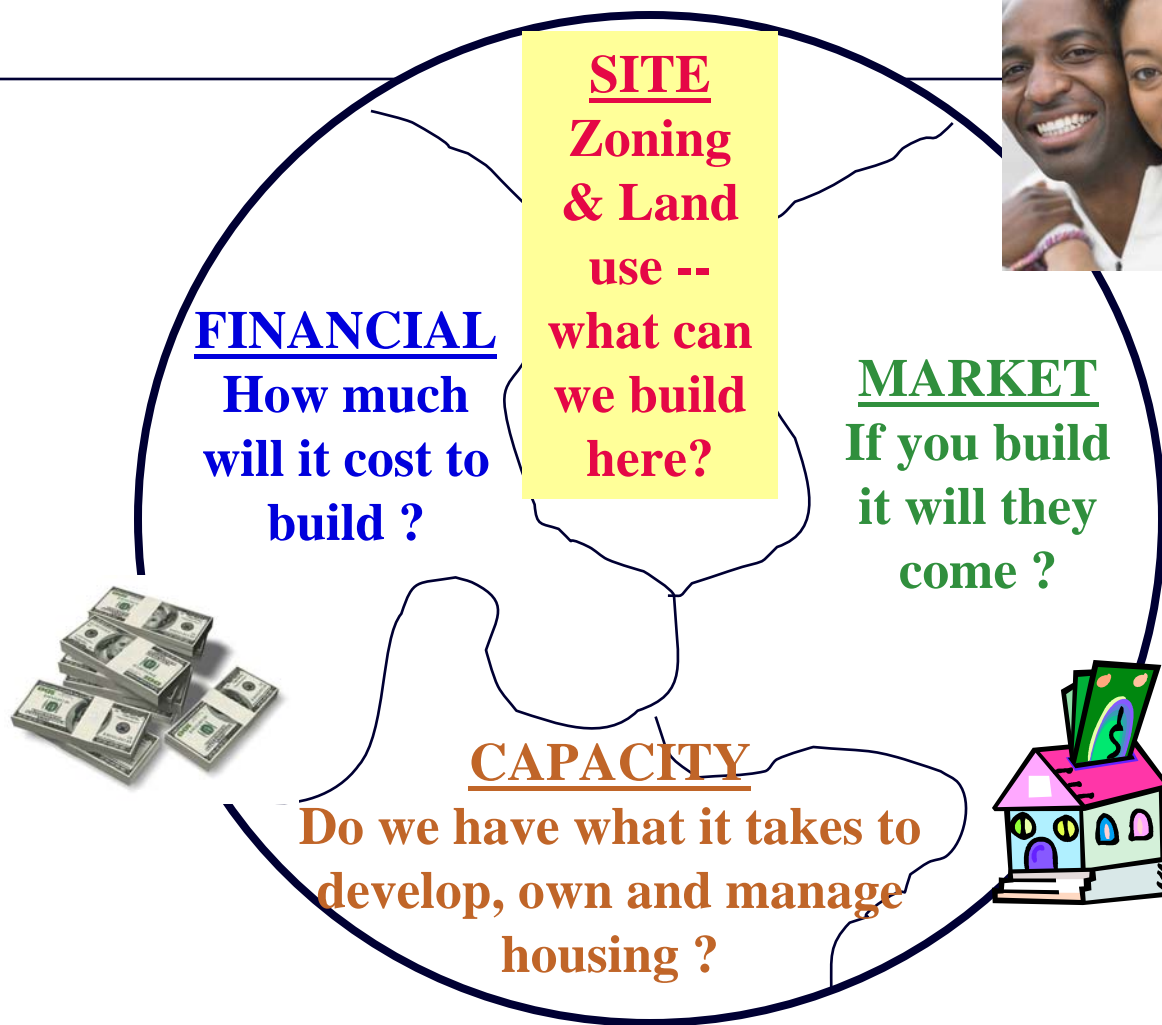 SITE
Zoning
& Land
use --
what can
we build
here?
FINANCIAL
How much
will it cost to
build ?
MARKET
If you build
it will they
come ?
CAPACITY
Do we have what it takes to
develop, own and manage
housing ?